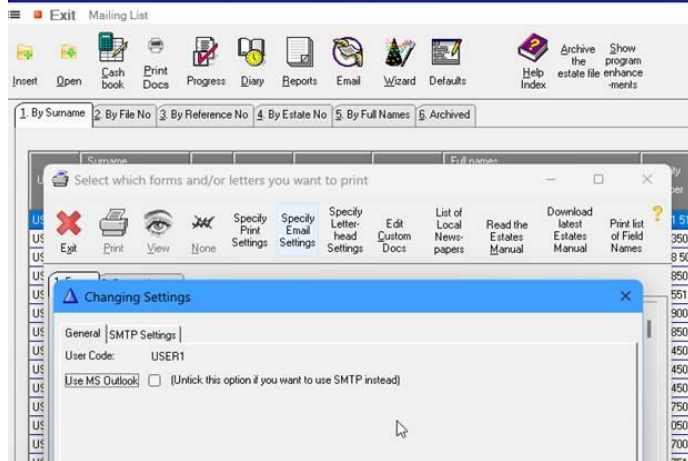 Exit Mailing List
Insert Open Cash book Print Docs Progress Diary Reports Email Wizard Defaults Help Index Archive the estate file Show program enhance -ments
1. By Surname 2. By File No 3. By Reference No 4. By Estate No 5. By Full Names 6. Archived
Surname Full names
Select which forms and/or letters you want to print
Exit Print View None Specify Print Settings Specify Email Settings Specify Letter-head Settings Edit Custom Docs List of Local News-papers Read the Estates Manual Download latest Estates Manual Print list of Field Names
Changing Settings
General SMTP Settings
User Code: USER1
Use MS Outlook (Untick this option if you want to use SMTP instead)